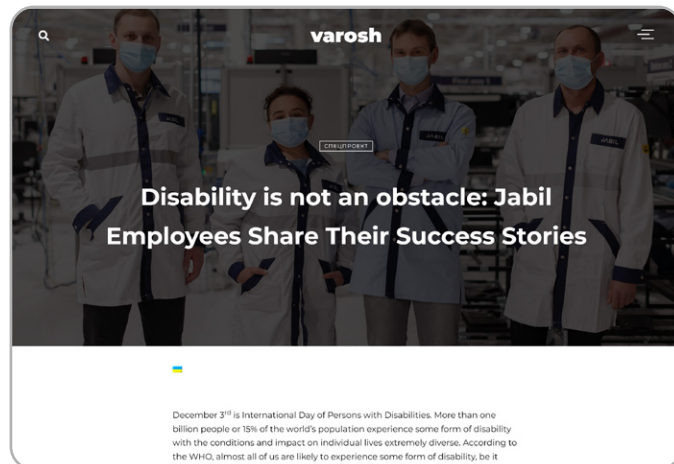 varosh
JABIL
JABIL
СПЕЦПРОЕКТ
Disability is not an obstacle: Jabil
Employees Share Their Success Stories
December 3rd is International Day of Persons with Disabilities. More than one
billion people or 15% of the world's population experience some form of disability
with the conditions and impact on individual lives extremely diverse. According to
the WHO, almost all of us are likely to experience some form of disability, be it